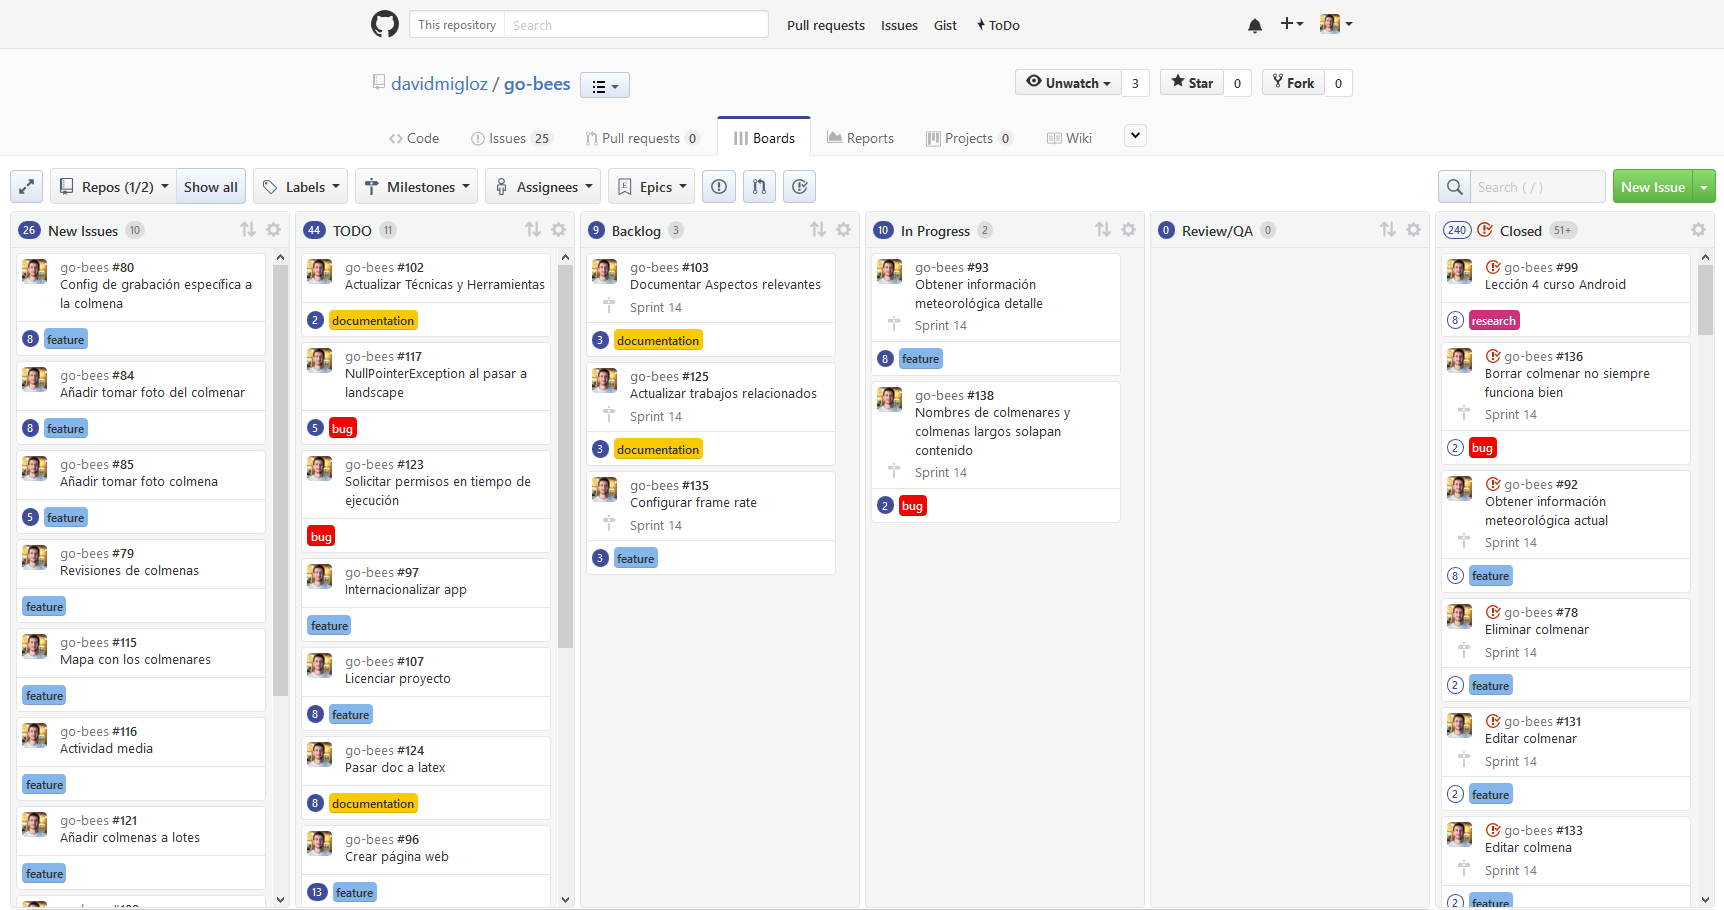 This repository Search Pull requests Issues Gist ToDo
davidmigloz / go-bees Unwatch 3 Star 0 Fork 0
Code Issues 25 Pull requests 0 Boards Reports Projects 0 Wiki
Repos (1/2) Show all Labels Milestones Assignees Epics Search ( / ) New Issue
26 New Issues 10
go-bees #80
Config de grabación específica a
la colmena
8 feature
go-bees #84
Añadir tomar foto del colmenar
8 feature
go-bees #85
Añadir tomar foto colmena
5 feature
go-bees #79
Revisiones de colmenas
feature
go-bees #115
Mapa con los colmenares
feature
go-bees #116
Actividad media
feature
go-bees #121
Añadir colmenas a lotes
feature
44 TODO 11
go-bees #102
Actualizar Técnicas y Herramientas
2 documentation
go-bees #117
NullPointerException al pasar a
landscape
5 bug
go-bees #123
Solicitar permisos en tiempo de
ejecución
bug
go-bees #97
Internacionalizar app
feature
go-bees #107
Licenciar proyecto
8 feature
go-bees #124
Pasar doc a latex
8 documentation
go-bees #96
Crear página web
13 feature
9 Backlog 3
go-bees #103
Documentar Aspectos relevantes
Sprint 14
3 documentation
go-bees #125
Actualizar trabajos relacionados
Sprint 14
3 documentation
go-bees #135
Configurar frame rate
Sprint 14
3 feature
10 In Progress 2
go-bees #93
Obtener información
meteorológica detalle
Sprint 14
8 feature
go-bees #138
Nombres de colmenares y
colmenas largos solapan
contenido
Sprint 14
2 bug
0 Review/QA 0
240 Closed 51+
go-bees #99
Lección 4 curso Android
8 research
go-bees #136
Borrar colmenar no siempre
funciona bien
Sprint 14
2 bug
go-bees #92
Obtener información
meteorológica actual
Sprint 14
8 feature
go-bees #78
Eliminar colmenar
Sprint 14
2 feature
go-bees #131
Editar colmenar
Sprint 14
2 feature
go-bees #133
Editar colmena
Sprint 14
2 feature